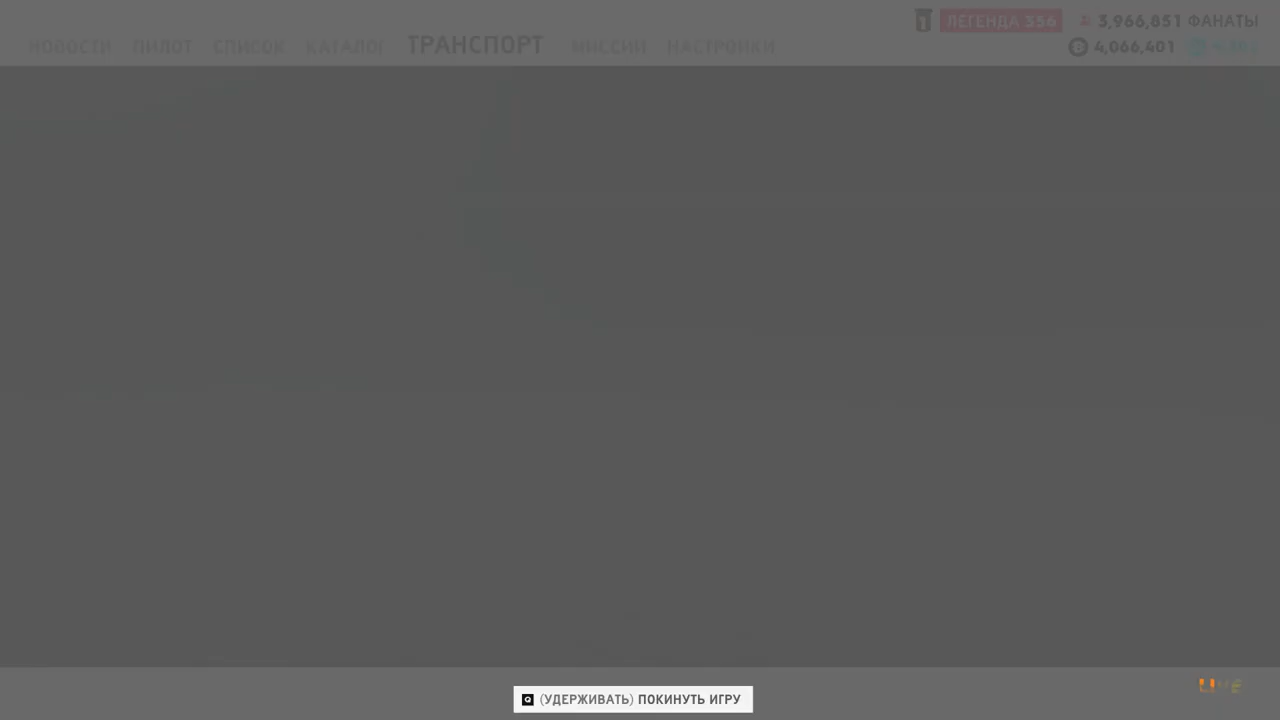 1 ЛЕГЕНДА 356 3,966,851 ФАНАТЫ
НОВОСТИ ПИЛОТ СПИСОК КАТАЛОГ ТРАНСПОРТ МИССИИ НАСТРОЙКИ B 4,066,401
Q (УДЕРЖИВАТЬ) ПОКИНУТЬ ИГРУ